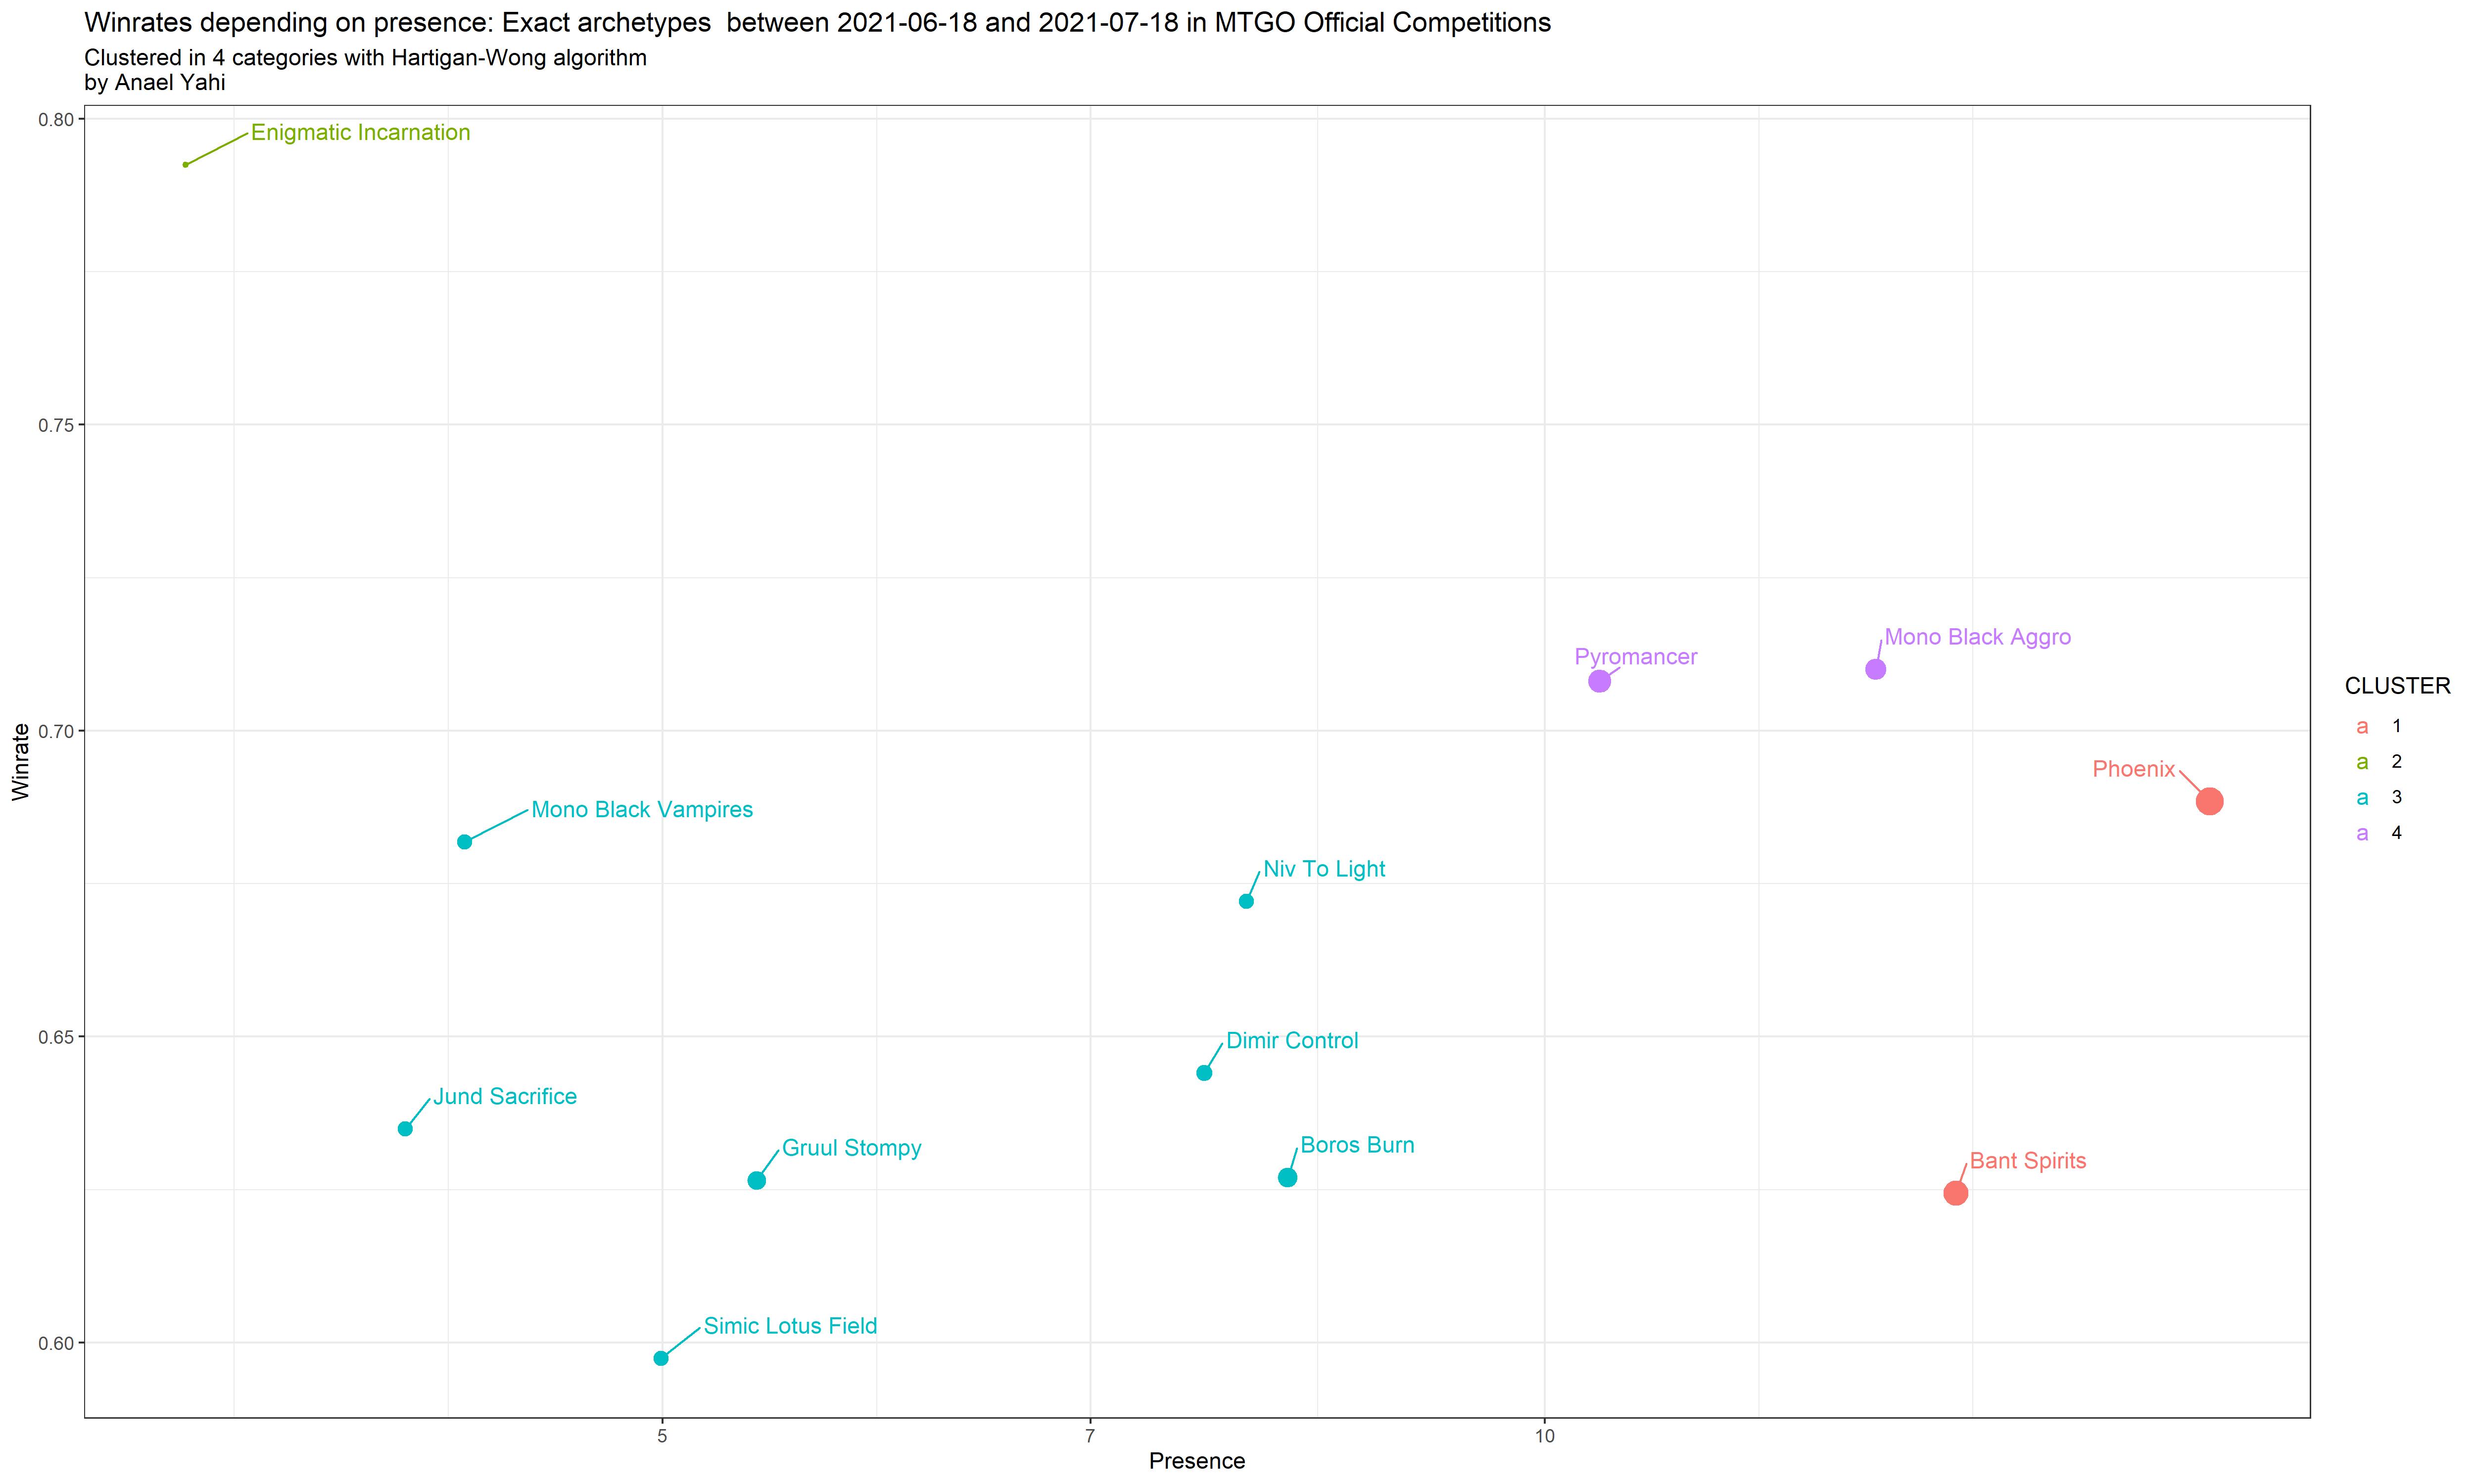 Winrates depending on presence: Exact archetypes  between 2021-06-18 and 2021-07-18 in MTGO Official Competitions
Clustered in 4 categories with Hartigan-Wong algorithm
by Anael Yahi
0.80
Enigmatic Incarnation
0.75
Mono Black Aggro
Pyromancer
0.70
Phoenix
Mono Black Vampires
Niv To Light
0.65
Dimir Control
Jund Sacrifice
Gruul Stompy
Boros Burn
Bant Spirits
Simic Lotus Field
0.60
Winrate
5
7
10
Presence
CLUSTER
a 1
a 2
a 3
a 4